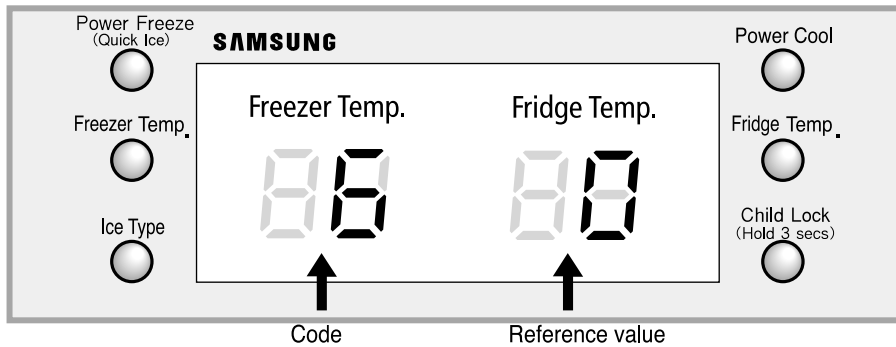 Power Freeze
(Quick Ice)
SAMSUNG
Power Cool
Freezer Temp.
Fridge Temp.
Freezer Temp.
Fridge Temp.
6
0
Ice Type
Child Lock
(Hold 3 secs)
Code
Reference value